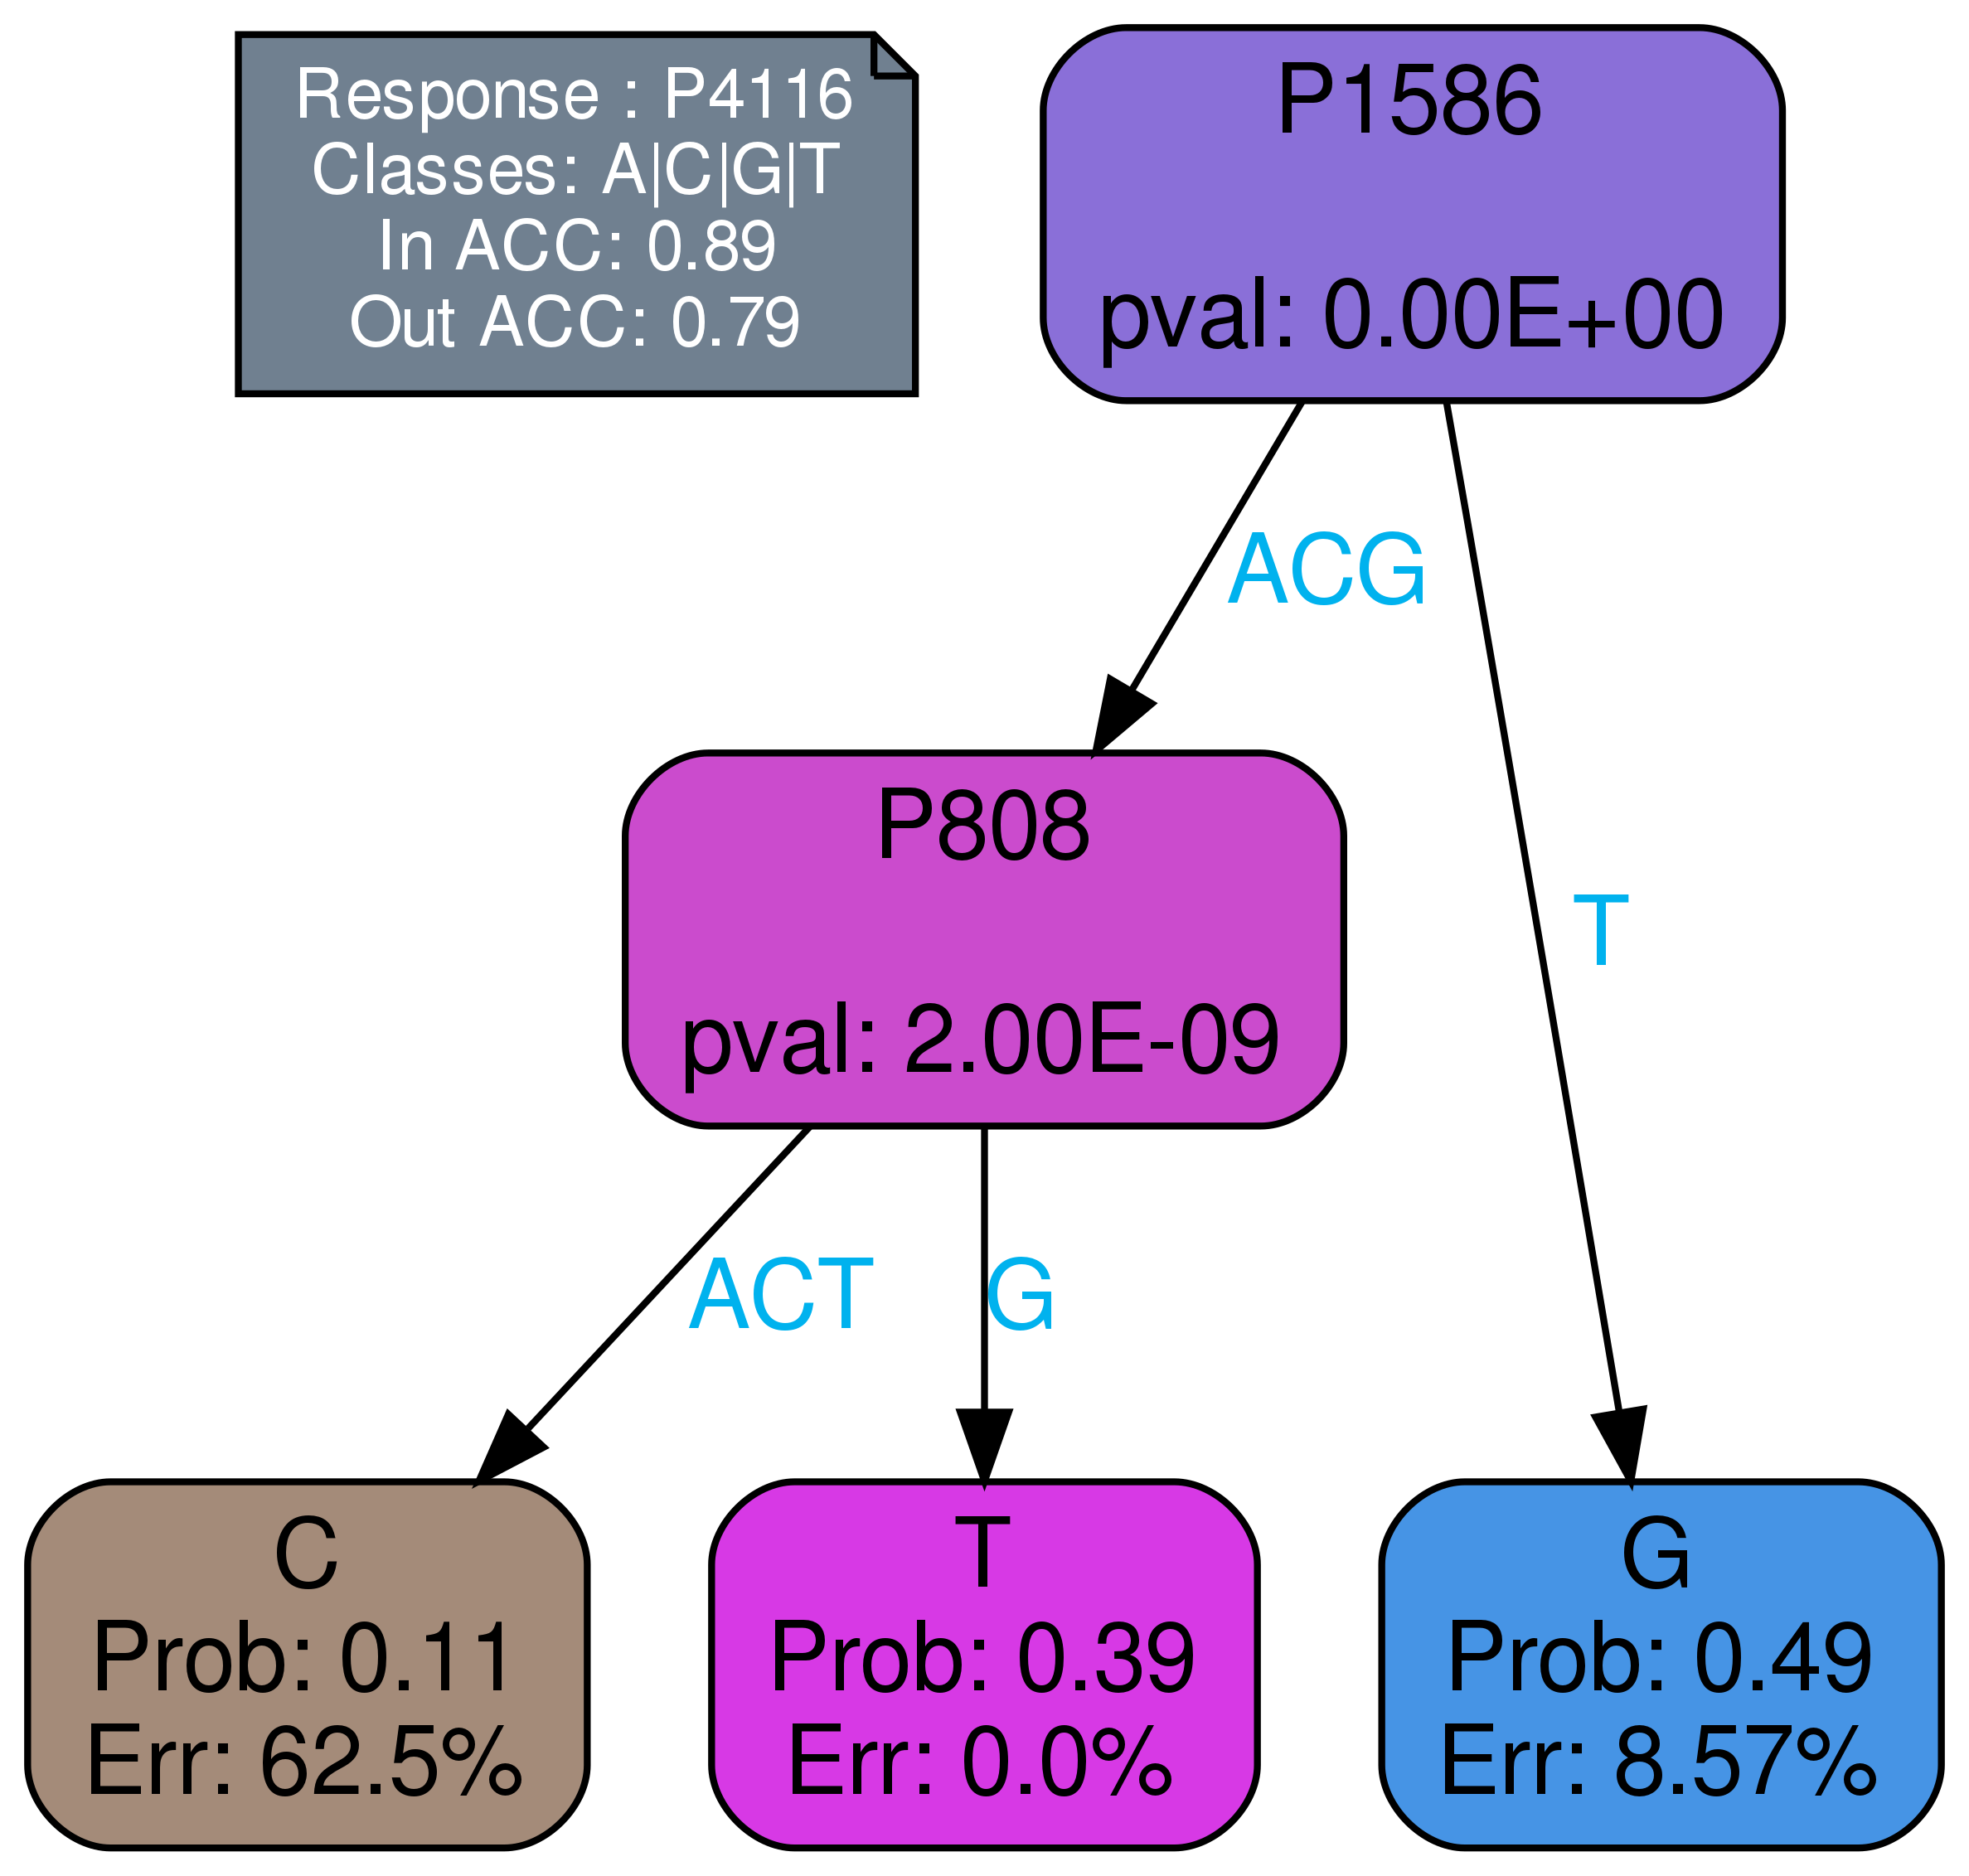 Response : P4116
Classes: A|C|G|T
In ACC: 0.89
Out ACC: 0.79
P1586
pval: 0.00E+00
ACG
T
P808
pval: 2.00E-09
ACT
G
C
Prob: 0.11
Err: 62.5%
T
Prob: 0.39
Err: 0.0%
G
Prob: 0.49
Err: 8.57%